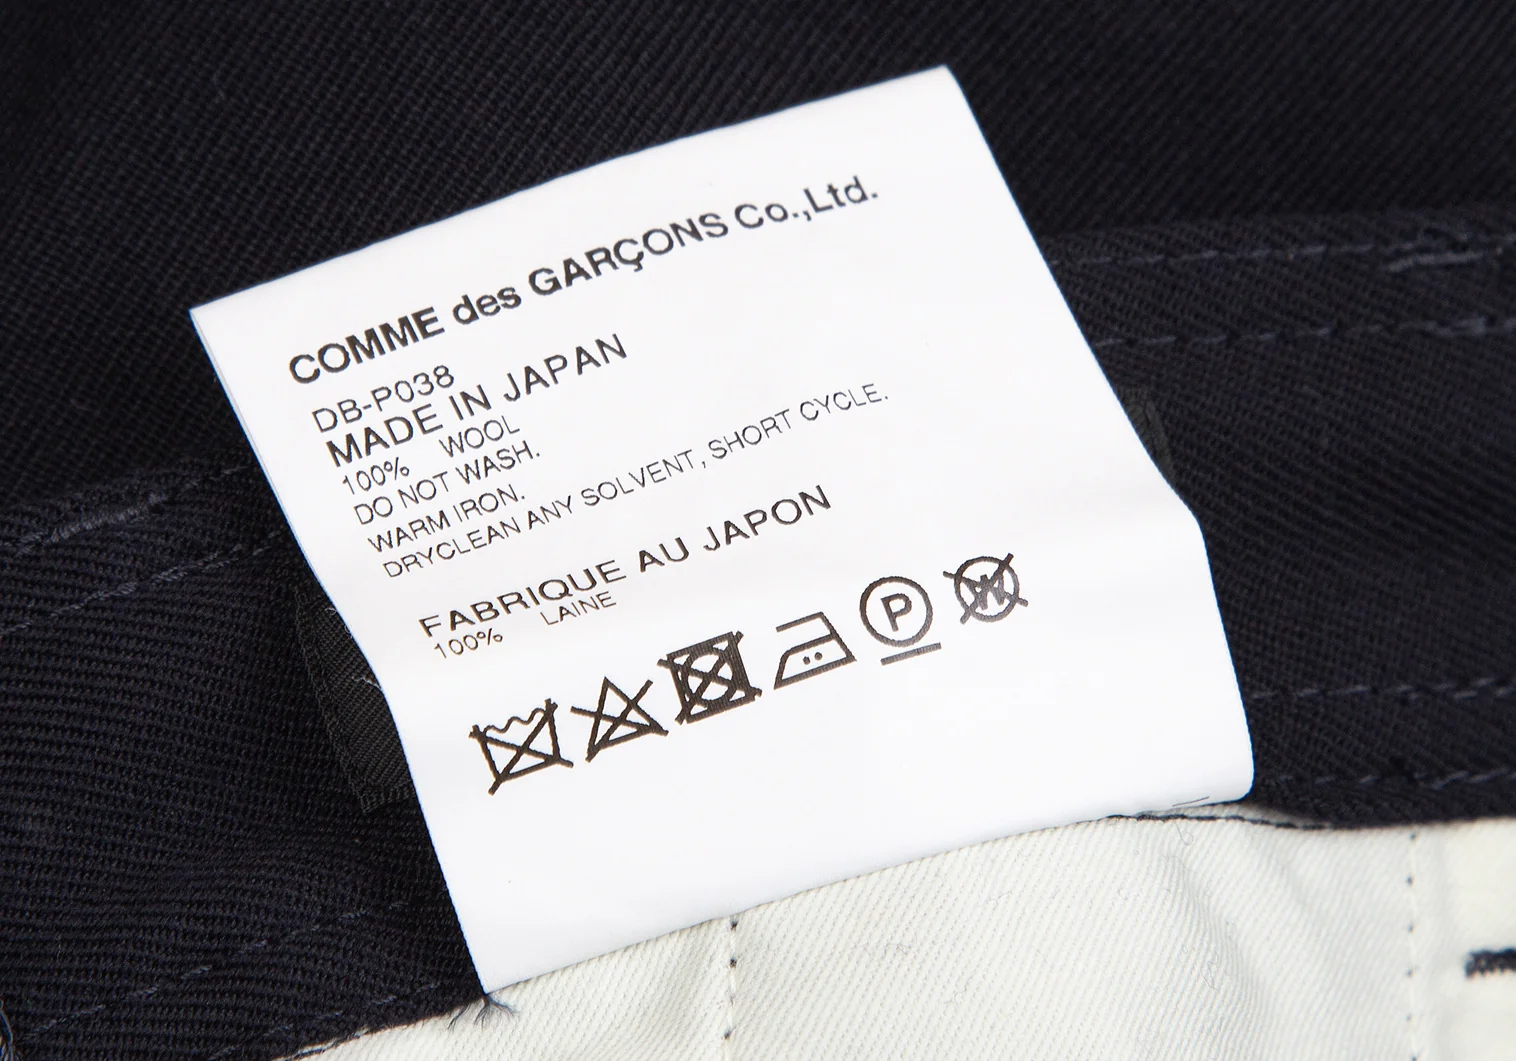 COMME des GARÇONS Co.,Ltd.
DB-P038
MADE IN JAPAN
100% WOOL
DO NOT WASH.
WARM IRON.
DRYCLEAN ANY SOLVENT, SHORT CYCLE.
FABRIQUE AU JAPON
100% LAINE
P
W